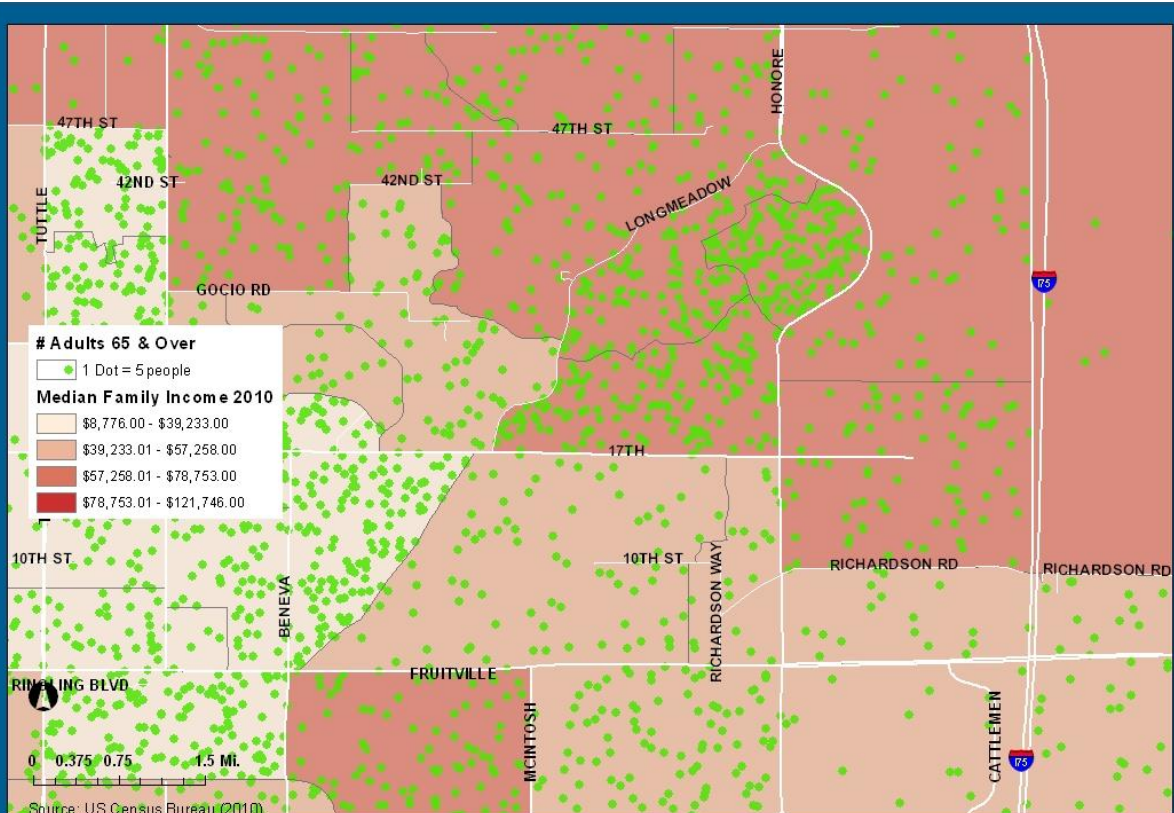 HONORE
47TH ST
47TH ST
42ND ST
42ND ST
TUTTLE
LONGMEADOW
GOCIO RD
I75
# Adults 65 & Over
1 Dot = 5 people
Median Family Income 2010
$8,776.00 - $39,233.00
$39,233.01 - $57,258.00
$57,258.01 - $78,753.00
$78,753.01 - $121,746.00
17TH
10TH ST
10TH ST
RICHARDSON RD
RICHARDSON RD
BENEVA
RICHARDSON WAY
FRUITVILLE
RINGLING BLVD
MCINTOSH
CATTLEMEN
I75
0 0.375 0.75 1.5 Mi.
Source: US Census Bureau (2010)